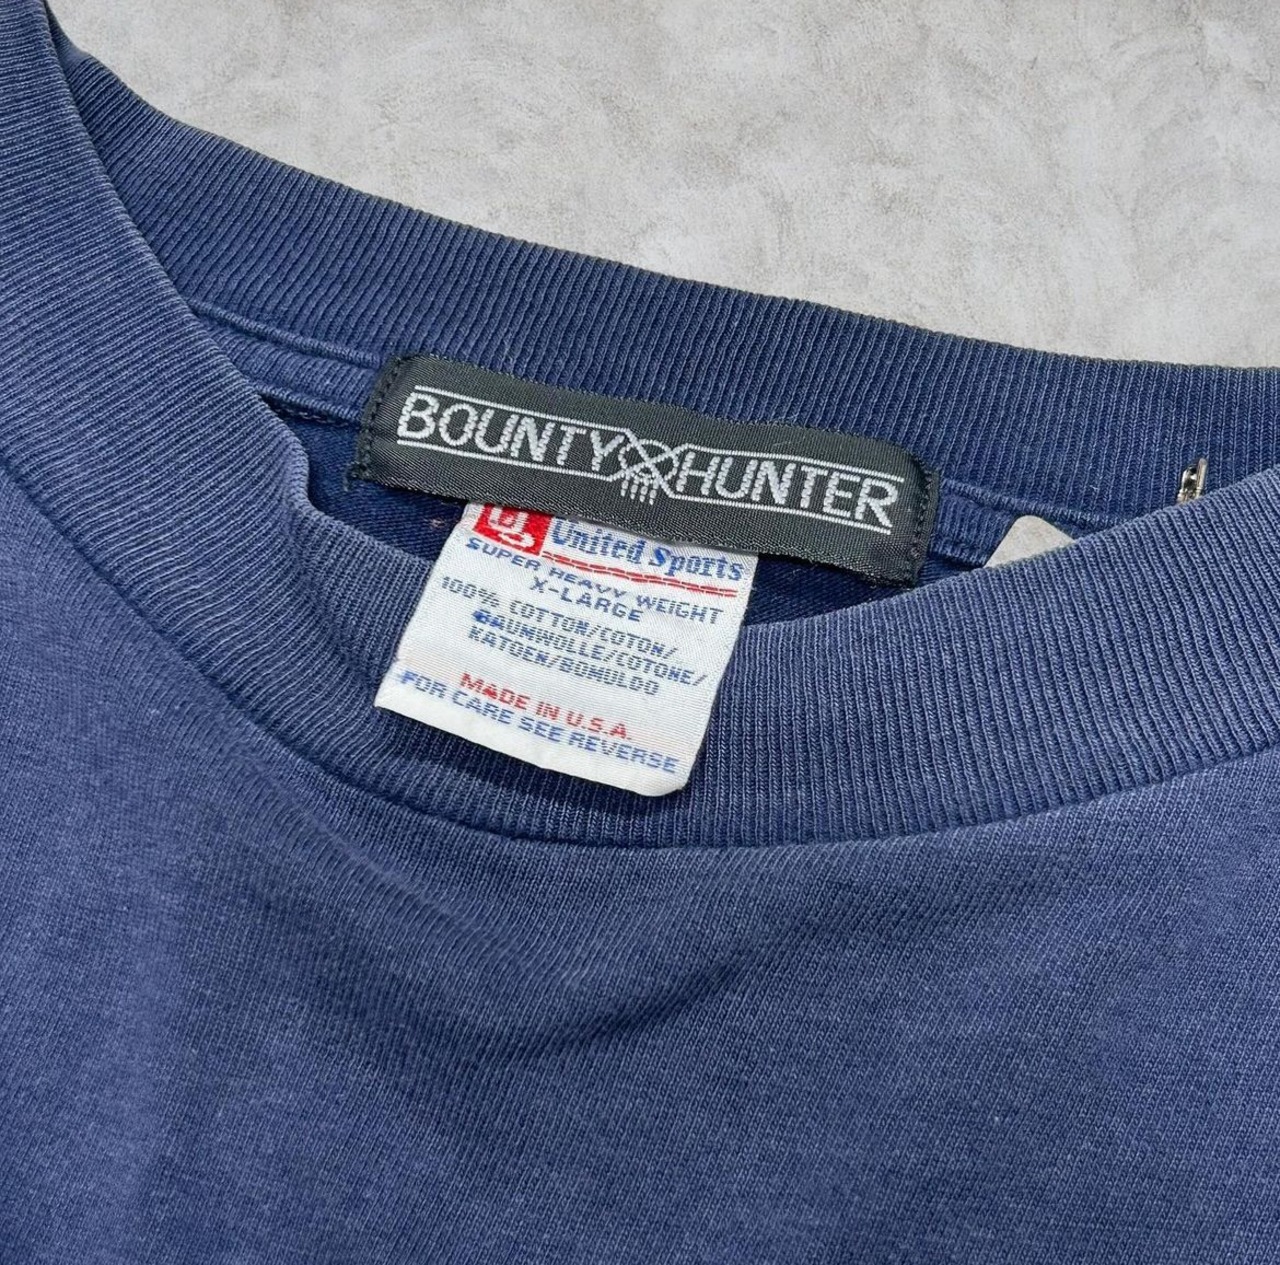 BOUNTY HUNTER
United Sports
SUPER HEAVY WEIGHT
X-LARGE
100% COTTON/COTON/
BAUMWOLLE/COTONE/
KATOEN/BOMULDO
MADE IN U.S.A.
FOR CARE SEE REVERSE